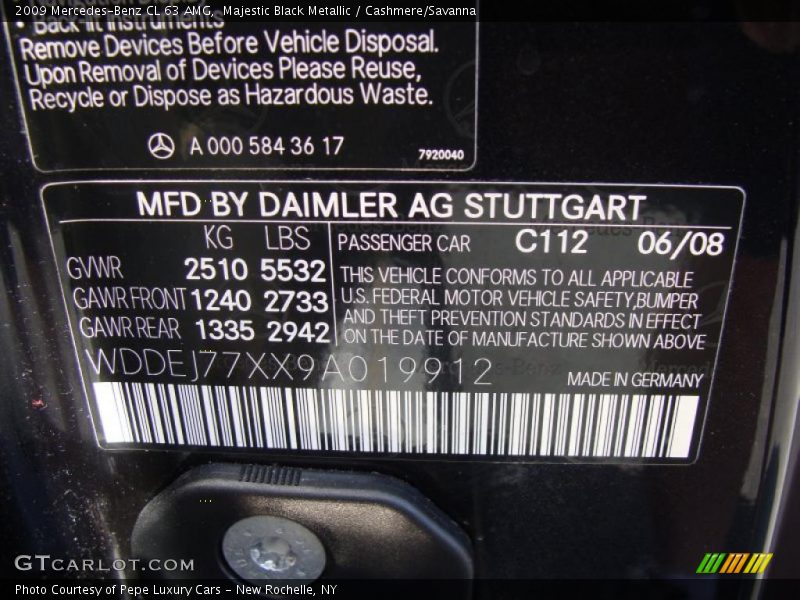 2009 Mercedes-Benz CL 63 AMG, Majestic Black Metallic / Cashmere/Savanna
• Back-lit Instruments
Remove Devices Before Vehicle Disposal.
Upon Removal of Devices Please Reuse,
Recycle or Dispose as Hazardous Waste.
A 000 584 36 17
7920040
MFD BY DAIMLER AG STUTTGART
KG LBS
GVWR 2510 5532
GAWR FRONT 1240 2733
GAWR REAR 1335 2942
PASSENGER CAR C112 06/08
THIS VEHICLE CONFORMS TO ALL APPLICABLE
U.S. FEDERAL MOTOR VEHICLE SAFETY,BUMPER
AND THEFT PREVENTION STANDARDS IN EFFECT
ON THE DATE OF MANUFACTURE SHOWN ABOVE
WDDEJ77XX9A019912
MADE IN GERMANY
GTCARLOT.COM
Photo Courtesy of Pepe Luxury Cars - New Rochelle, NY